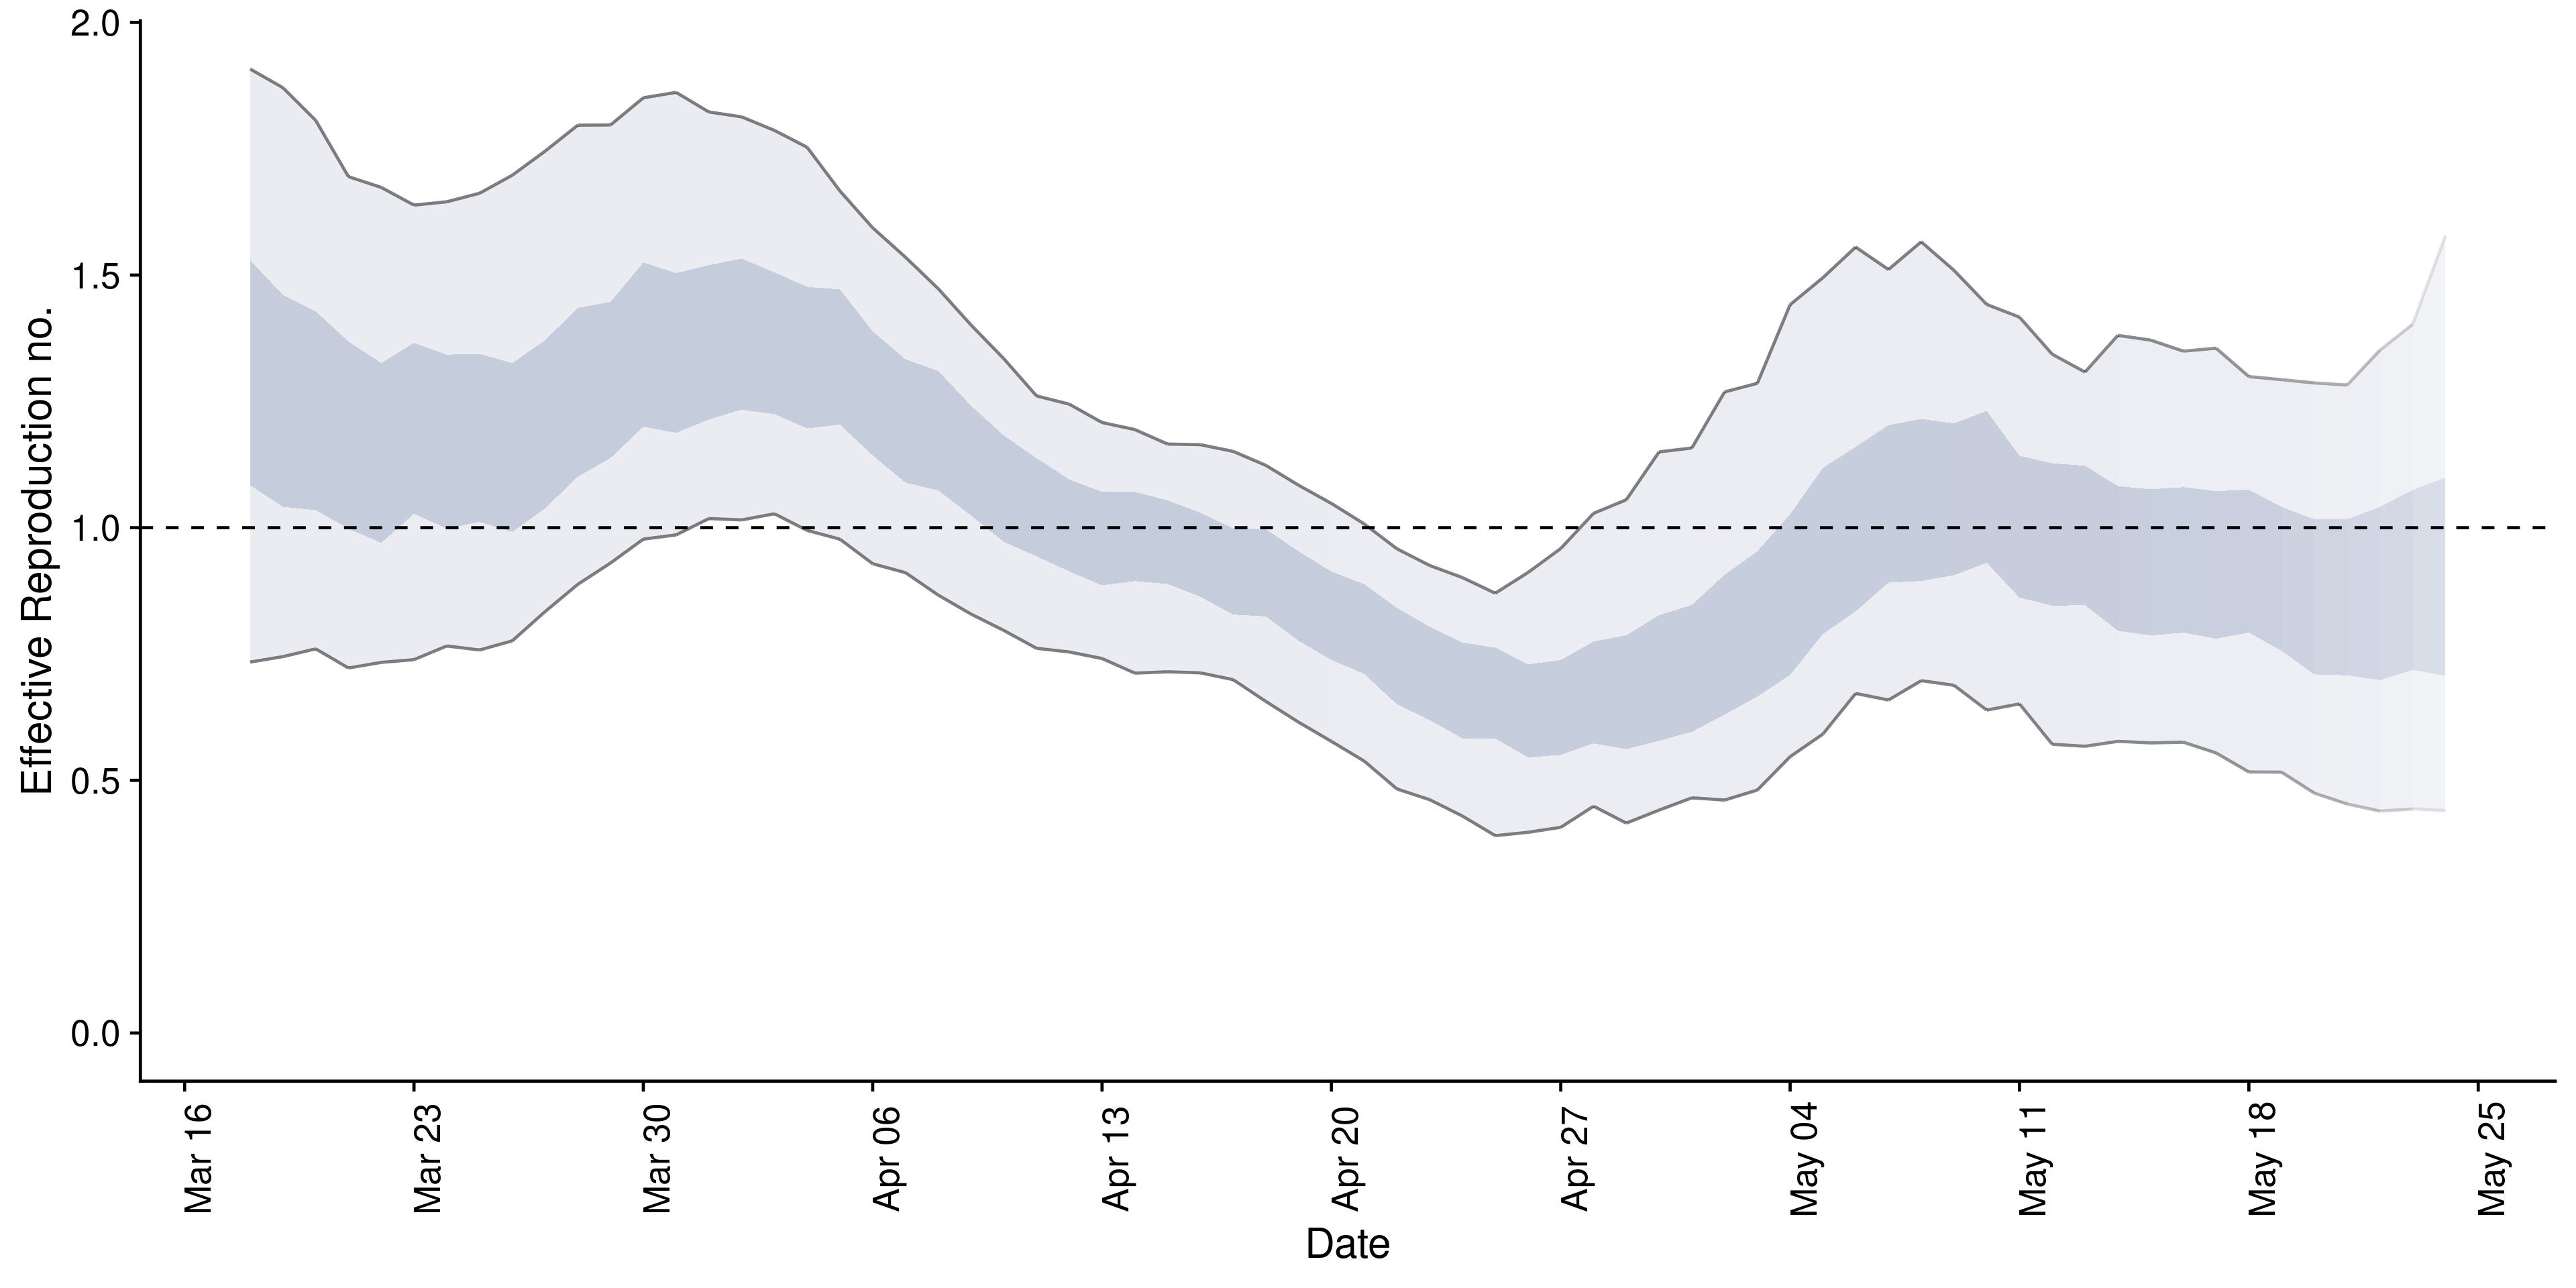 Effective Reproduction no.
2.0
1.5
1.0
0.5
0.0
Mar 16
Mar 23
Mar 30
Apr 06
Apr 13
Apr 20
Apr 27
May 04
May 11
May 18
May 25
Date